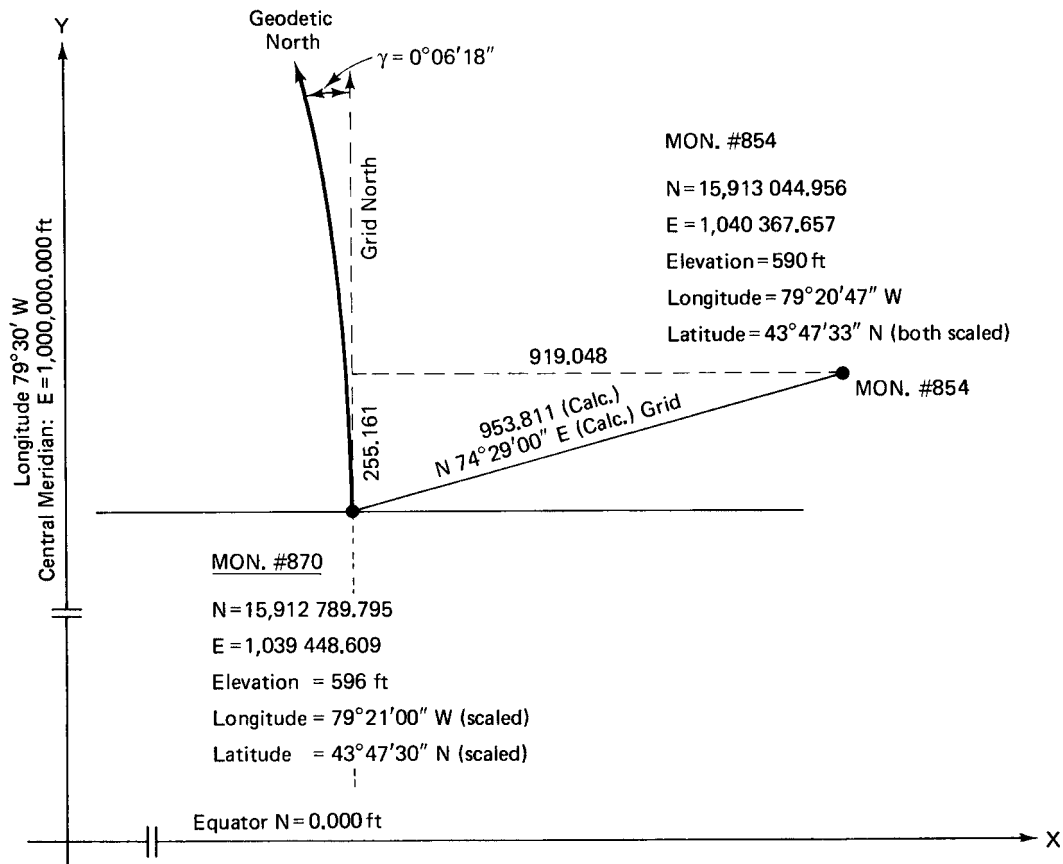 Y
Geodetic
North
γ = 0°06'18"
Grid North
Longitude 79°30' W
Central Meridian: E = 1,000,000.000 ft
MON. #854
N = 15,913 044.956
E = 1,040 367.657
Elevation = 590 ft
Longitude = 79°20'47" W
Latitude = 43°47'33" N (both scaled)
919.048
MON. #854
953.811 (Calc.)
N 74°29'00" E (Calc.) Grid
255.161
MON. #870
N = 15,912 789.795
E = 1,039 448.609
Elevation = 596 ft
Longitude = 79°21'00" W (scaled)
Latitude = 43°47'30" N (scaled)
Equator N = 0.000 ft
X